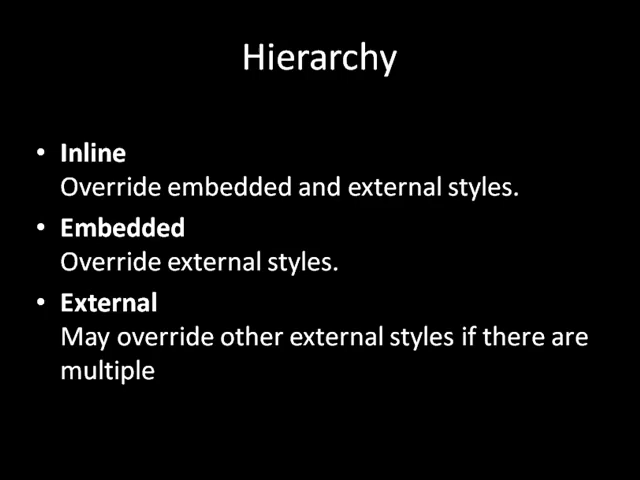 Hierarchy
• Inline
Override embedded and external styles.
• Embedded
Override external styles.
• External
May override other external styles if there are
multiple